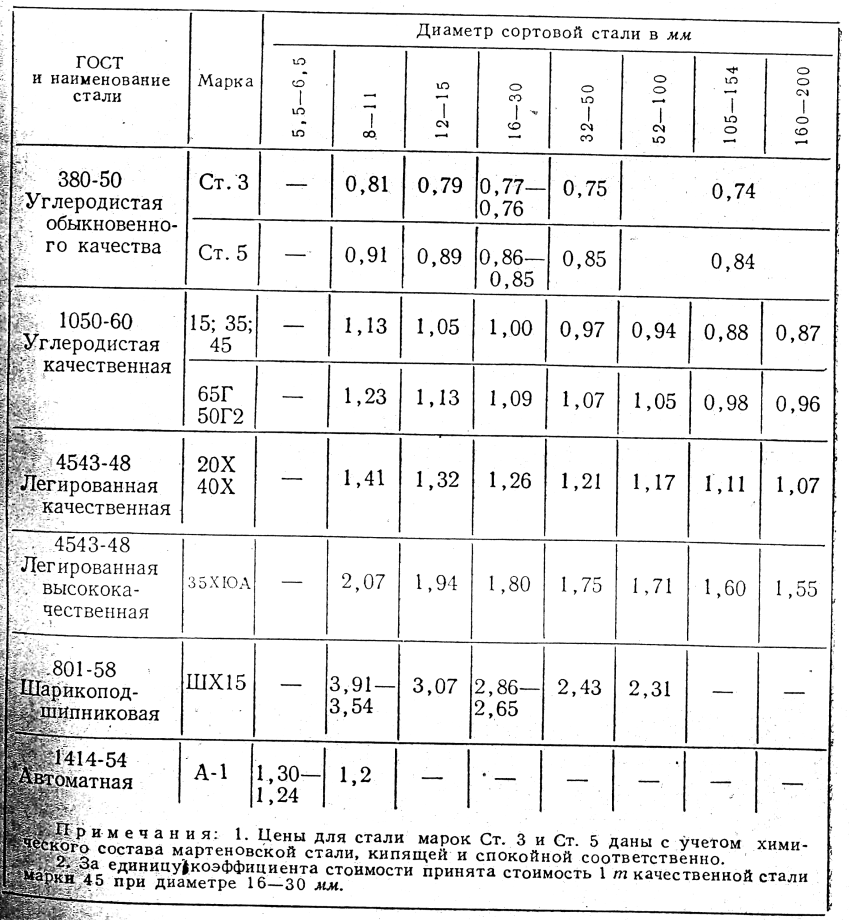 ГОСТ и наименование стали | Марка | Диаметр сортовой стали в мм
5,5—6,5 | 8—11 | 12—15 | 16—30 | 32—50 | 52—100 | 105—154 | 160—200
380-50 | Ст. 3 | — | 0,81 | 0,79 | 0,77— | 0,75 | 0,74
Углеродистая | 0,76
обыкновенно-
го качества | Ст. 5 | — | 0,91 | 0,89 | 0,86— | 0,85 | 0,84
0,85
1050-60 | 15; 35; | — | 1,13 | 1,05 | 1,00 | 0,97 | 0,94 | 0,88 | 0,87
Углеродистая | 45
качественная
65Г | — | 1,23 | 1,13 | 1,09 | 1,07 | 1,05 | 0,98 | 0,96
50Г2
4543-48 | 20Х
Легированная | 40Х | — | 1,41 | 1,32 | 1,26 | 1,21 | 1,17 | 1,11 | 1,07
качественная
4543-48
Легированная
высокока- | 35ХЮА | — | 2,07 | 1,94 | 1,80 | 1,75 | 1,71 | 1,60 | 1,55
чественная
801-58 | ШХ15 | — | 3,91— | 3,07 | 2,86— | 2,43 | 2,31 | — | —
Шарикопод- | 3,54 | 2,65
шипниковая
1414-54 | А-1 | 1,30— | 1,2 | — | — | — | — | — | —
Автоматная | 1,24
Примечания: 1. Цены для стали марок Ст. 3 и Ст. 5 даны с учетом хими-
ческого состава мартеновской стали, кипящей и спокойной соответственно.
2. За единицу коэффициента стоимости принята стоимость 1 т качественной стали
марки 45 при диаметре 16—30 мм.